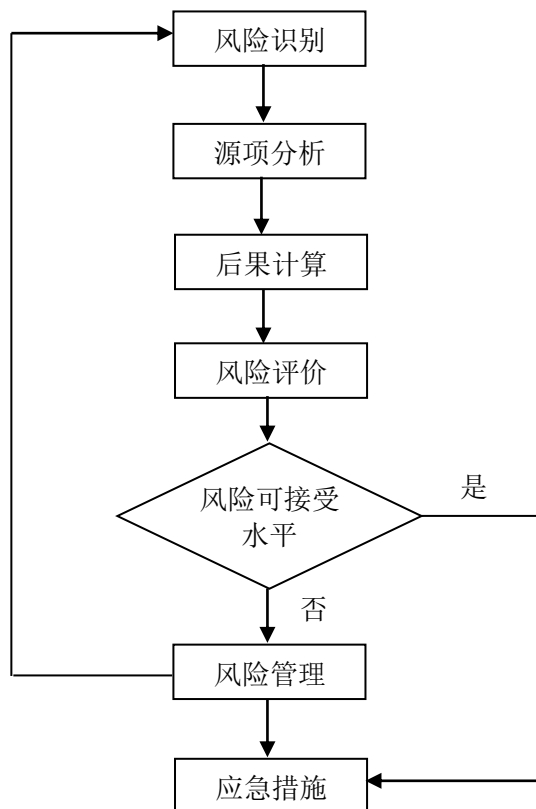 风险识别
源项分析
后果计算
风险评价
风险可接受
水平
是
否
风险管理
应急措施